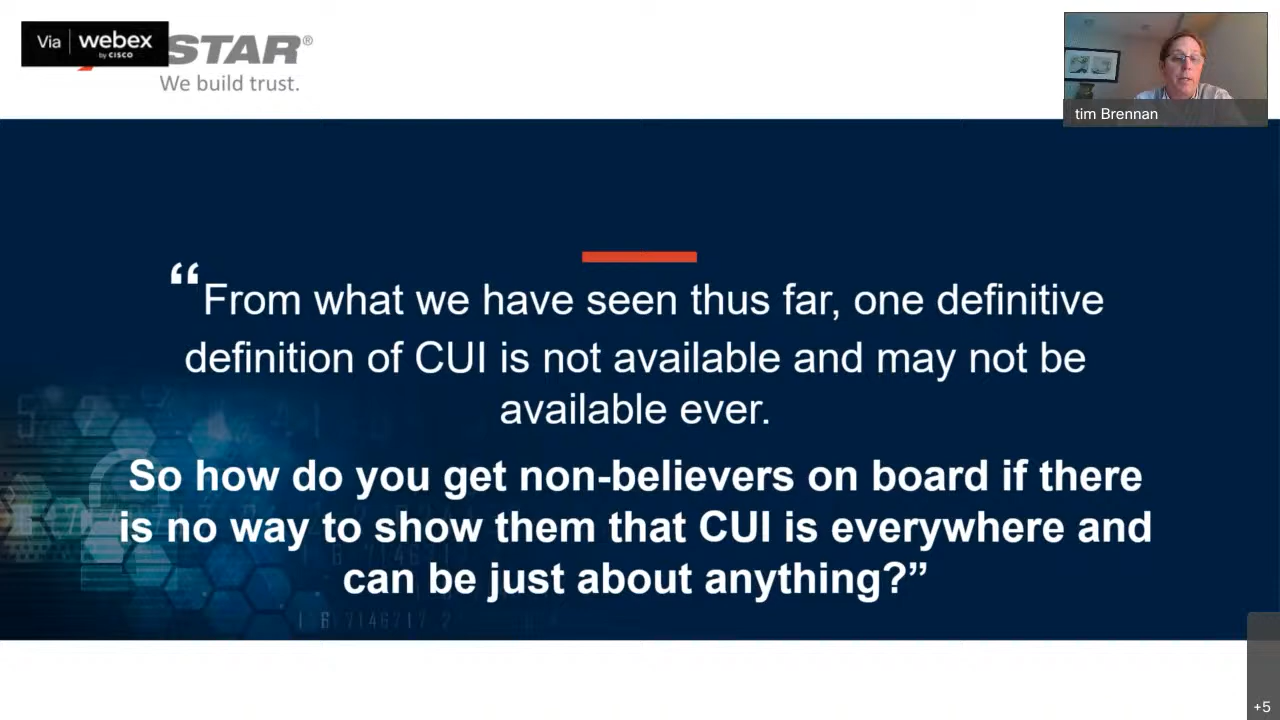 Via webex
by CISCO
STAR®
We build trust.
tim Brennan
“From what we have seen thus far, one definitive
definition of CUI is not available and may not be
available ever.
So how do you get non-believers on board if there
is no way to show them that CUI is everywhere and
can be just about anything?”
+5